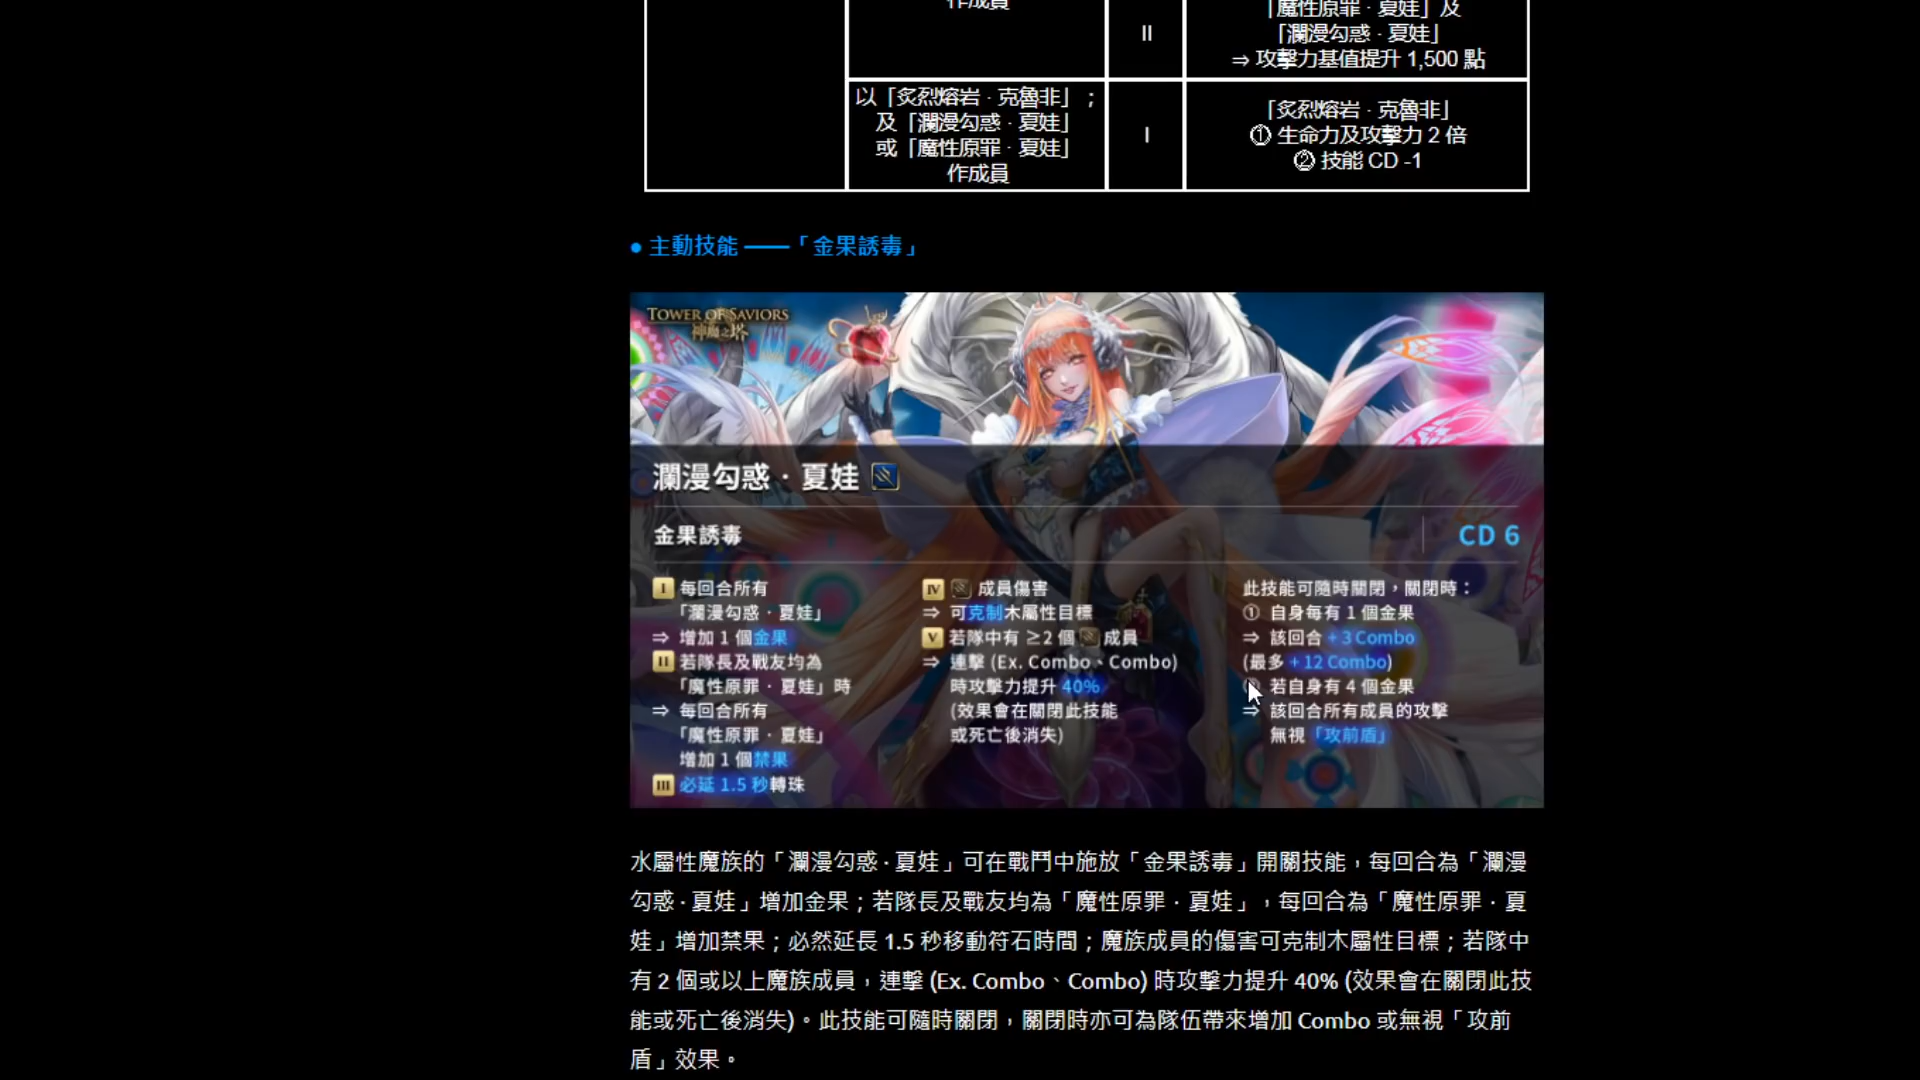 作成員
II
「魔性原罪 · 夏娃」及
「瀾漫勾惑 · 夏娃」
⇒ 攻擊力基值提升 1,500 點
以「炙烈熔岩 · 克魯非」；
及「瀾漫勾惑 · 夏娃」
或「魔性原罪 · 夏娃」
作成員
I
「炙烈熔岩 · 克魯非」
① 生命力及攻擊力 2 倍
② 技能 CD -1
● 主動技能 ——「金果誘毒」
TOWER OF SAVIORS
神魔之塔
瀾漫勾惑 · 夏娃
金果誘毒
CD 6
I 每回合所有
「瀾漫勾惑 · 夏娃」
⇒ 增加 1 個金果
II 若隊長及戰友均為
「魔性原罪 · 夏娃」時
⇒ 每回合所有
「魔性原罪 · 夏娃」
增加 1 個禁果
III 必延 1.5 秒轉珠
IV 成員傷害
⇒ 可克制木屬性目標
V 若隊中有 ≥2 個 成員
⇒ 連擊 (Ex. Combo、Combo)
時攻擊力提升 40%
(效果會在關閉此技能
或死亡後消失)
此技能可隨時關閉，關閉時：
① 自身每有 1 個金果
⇒ 該回合 + 3 Combo
(最多 + 12 Combo)
若自身有 4 個金果
⇒ 該回合所有成員的攻擊
無視「攻前盾」
水屬性魔族的「瀾漫勾惑 · 夏娃」可在戰鬥中施放「金果誘毒」開關技能，每回合為「瀾漫
勾惑 · 夏娃」增加金果；若隊長及戰友均為「魔性原罪 · 夏娃」，每回合為「魔性原罪 · 夏
娃」增加禁果；必然延長 1.5 秒移動符石時間；魔族成員的傷害可克制木屬性目標；若隊中
有 2 個或以上魔族成員，連擊 (Ex. Combo、Combo) 時攻擊力提升 40% (效果會在關閉此技
能或死亡後消失)。此技能可隨時關閉，關閉時亦可為隊伍帶來增加 Combo 或無視「攻前
盾」效果。